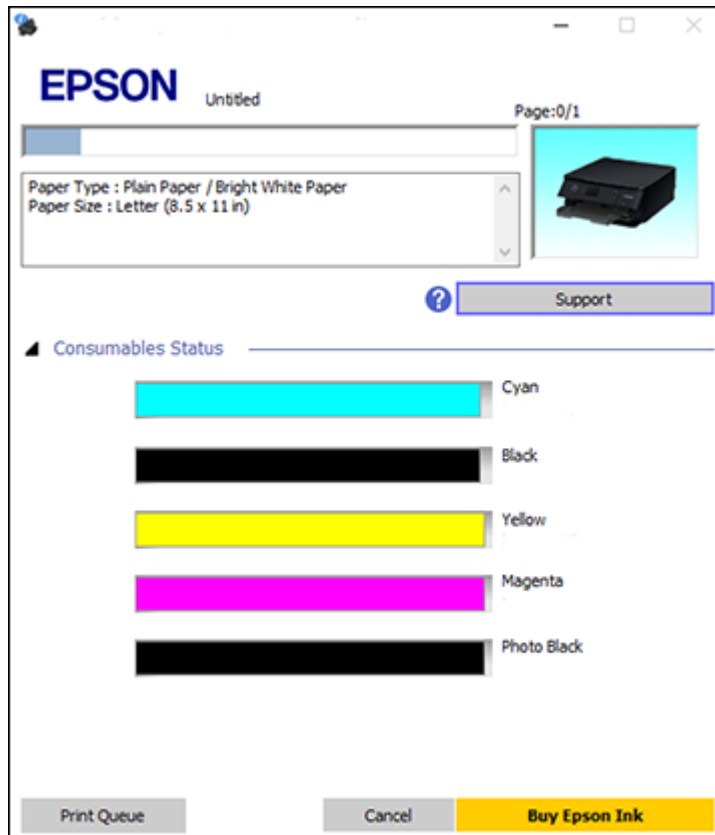 EPSON
Untitled
Page:0/1
Paper Type : Plain Paper / Bright White Paper
Paper Size : Letter (8.5 x 11 in)
?
Support
Consumables Status
Cyan
Black
Yellow
Magenta
Photo Black
Print Queue
Cancel
Buy Epson Ink